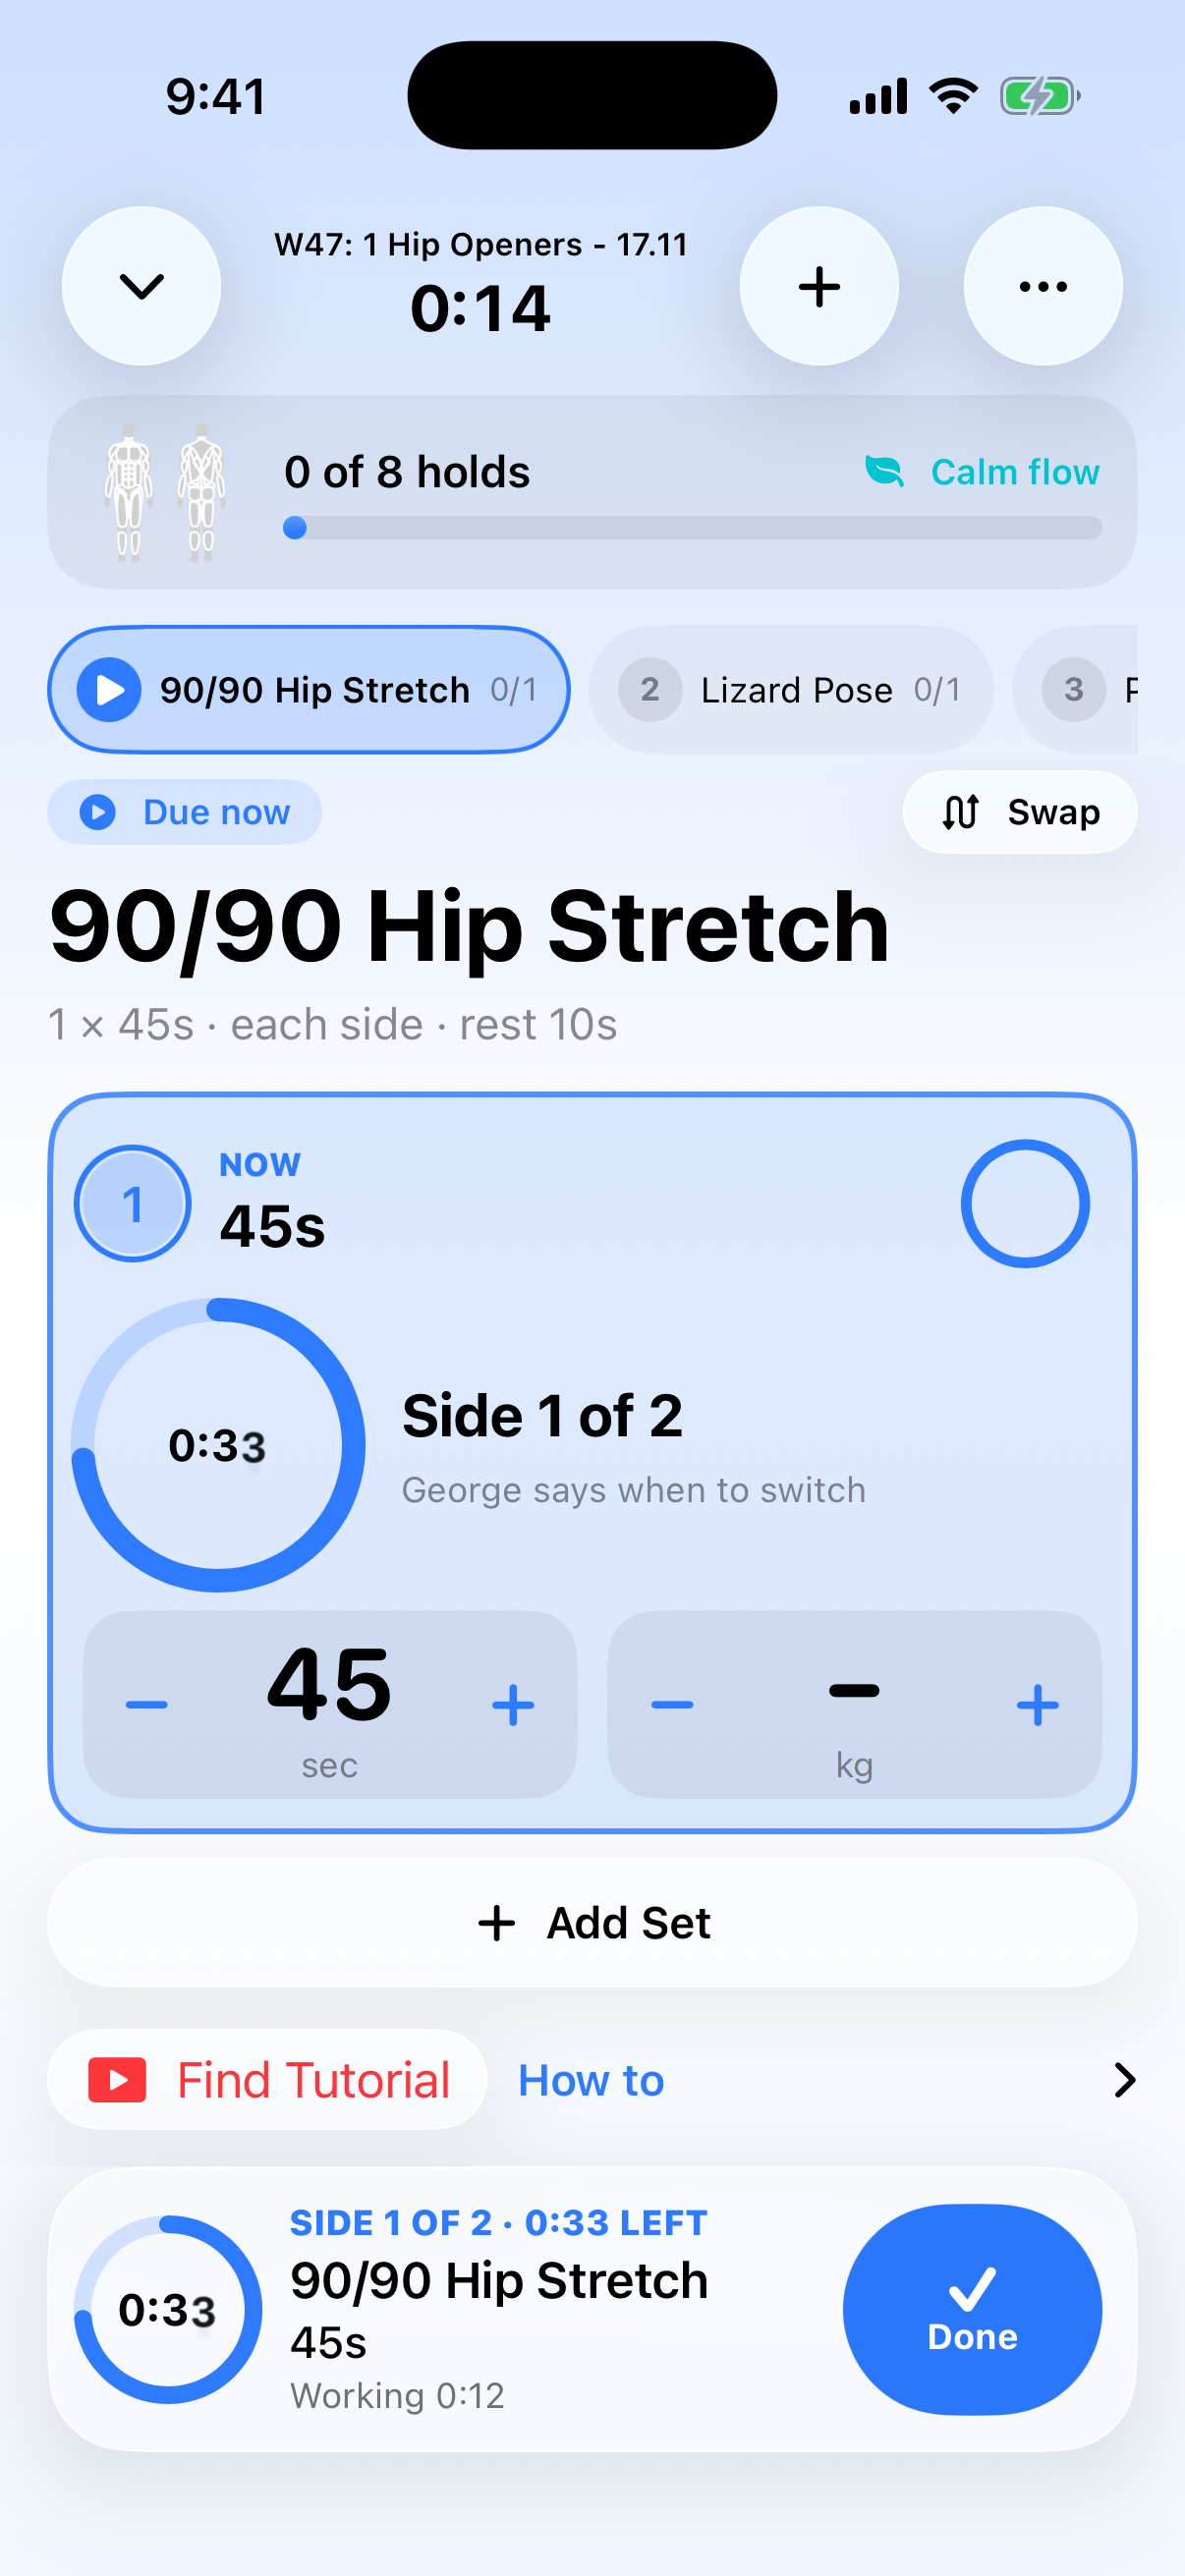 9:41
W47: 1 Hip Openers - 17.11
0:14
0 of 8 holds
Calm flow
90/90 Hip Stretch 0/1
2 Lizard Pose 0/1
3
Due now
Swap
90/90 Hip Stretch
1 × 45s · each side · rest 10s
1
NOW
45s
0:33
Side 1 of 2
George says when to switch
− 45 +
sec
− – +
kg
+ Add Set
Find Tutorial
How to
SIDE 1 OF 2 · 0:33 LEFT
0:33
90/90 Hip Stretch
45s
Working 0:12
Done